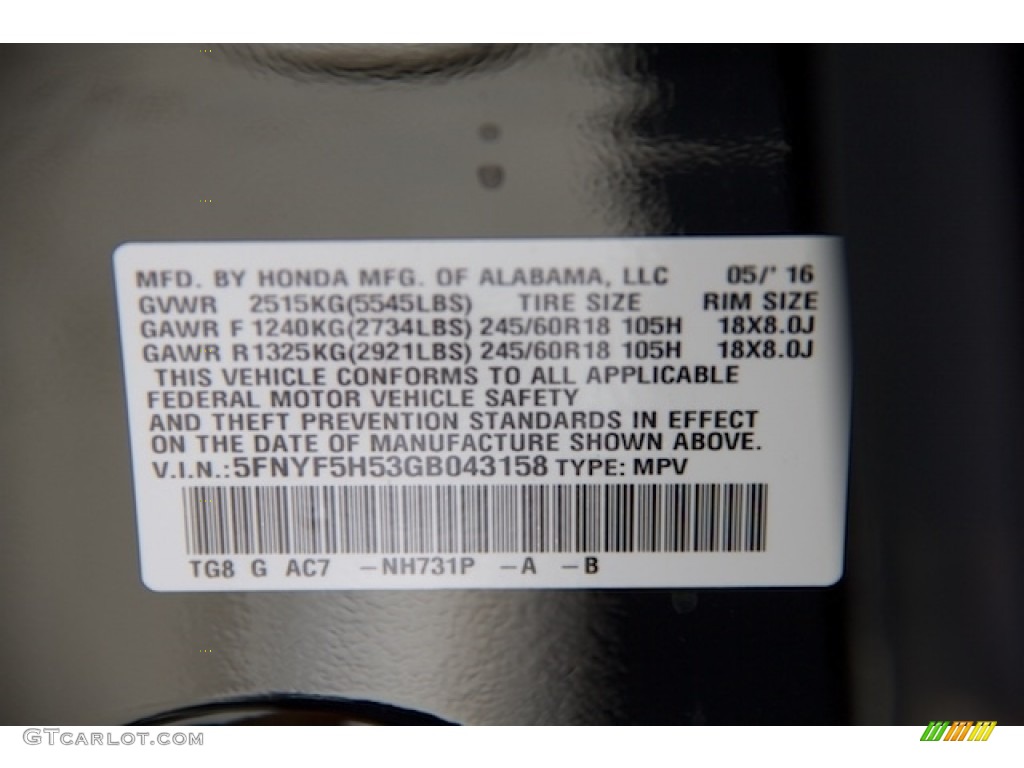 MFD. BY HONDA MFG. OF ALABAMA, LLC 05/' 16
GVWR 2515KG(5545LBS) TIRE SIZE RIM SIZE
GAWR F 1240KG(2734LBS) 245/60R18 105H 18X8.0J
GAWR R1325KG(2921LBS) 245/60R18 105H 18X8.0J
THIS VEHICLE CONFORMS TO ALL APPLICABLE
FEDERAL MOTOR VEHICLE SAFETY
AND THEFT PREVENTION STANDARDS IN EFFECT
ON THE DATE OF MANUFACTURE SHOWN ABOVE.
V.I.N.:5FNYF5H53GB043158 TYPE: MPV
TG8 G AC7 -NH731P -A -B
GTCARLOT.COM